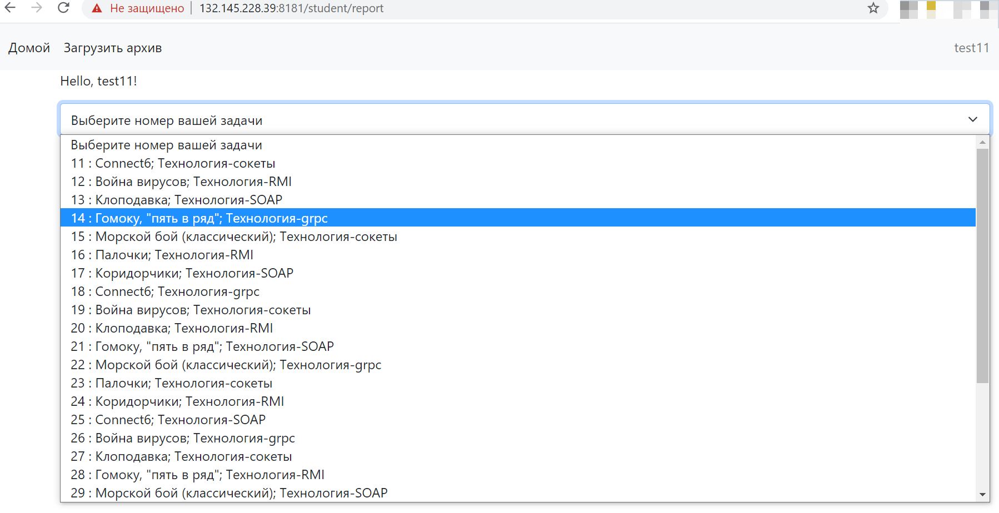 Не защищено 132.145.228.39:8181/student/report
Домой Загрузить архив test11
Hello, test11!
Выберите номер вашей задачи
Выберите номер вашей задачи
11 : Connect6; Технология-сокеты
12 : Война вирусов; Технология-RMI
13 : Клоподавка; Технология-SOAP
14 : Гомоку, "пять в ряд"; Технология-grpc
15 : Морской бой (классический); Технология-сокеты
16 : Палочки; Технология-RMI
17 : Коридорчики; Технология-SOAP
18 : Connect6; Технология-grpc
19 : Война вирусов; Технология-сокеты
20 : Клоподавка; Технология-RMI
21 : Гомоку, "пять в ряд"; Технология-SOAP
22 : Морской бой (классический); Технология-grpc
23 : Палочки; Технология-сокеты
24 : Коридорчики; Технология-RMI
25 : Connect6; Технология-SOAP
26 : Война вирусов; Технология-grpc
27 : Клоподавка; Технология-сокеты
28 : Гомоку, "пять в ряд"; Технология-RMI
29 : Морской бой (классический); Технология-SOAP